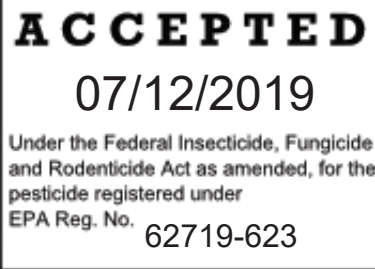 ACCEPTED
07/12/2019
Under the Federal Insecticide, Fungicide
and Rodenticide Act as amended, for the
pesticide registered under
EPA Reg. No. 62719-623